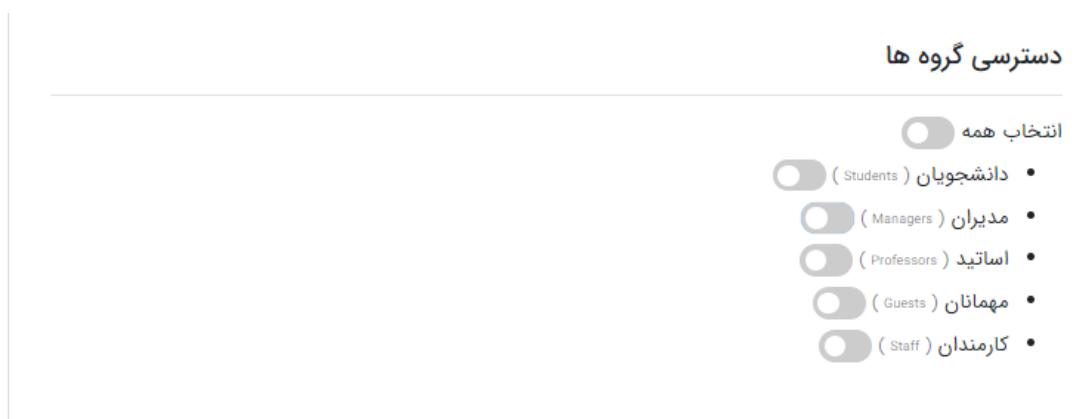 دسترسی گروه ها
انتخاب همه
دانشجویان ( Students )
مدیران ( Managers )
اساتید ( Professors )
مهمانان ( Guests )
کارمندان ( Staff )